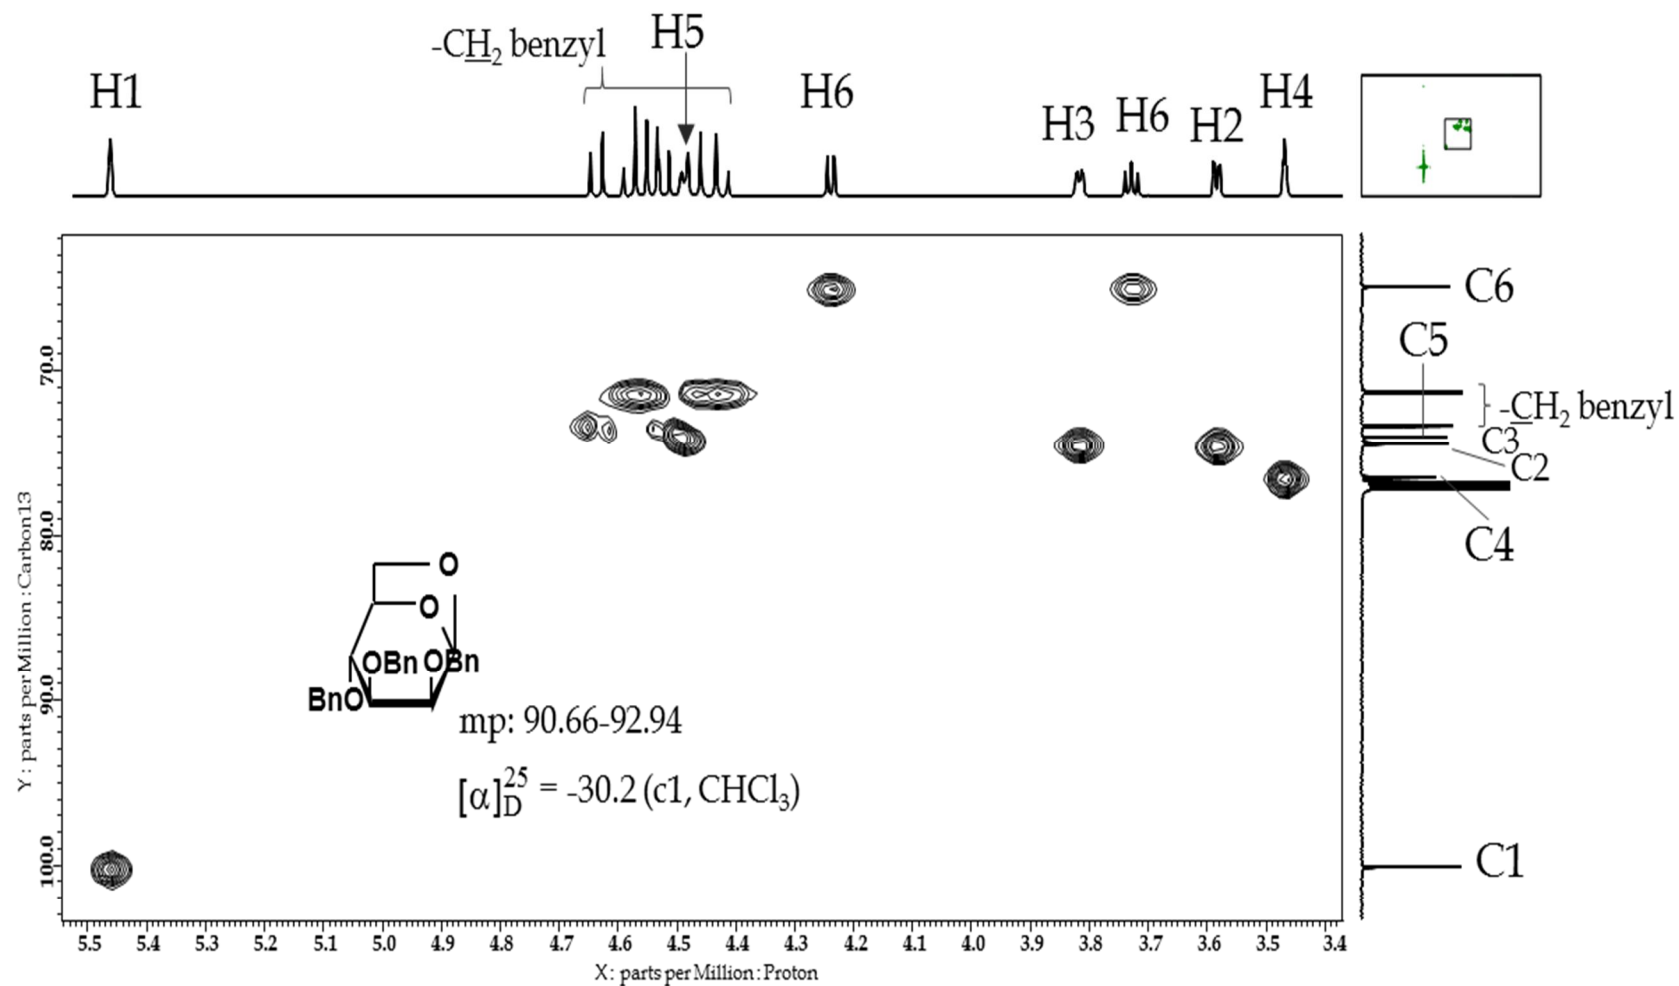 -CH2 benzyl
H5
H1
H6
H3
H6
H2
H4
C6
C5
-CH2 benzyl
C3
C2
C4
C1
Y : parts per Million : Carbon13
70.0
80.0
90.0
100.0
O
O
OBn
OBn
BnO
mp: 90.66-92.94
[α]25D = -30.2 (c1, CHCl3)
5.5 5.4 5.3 5.2 5.1 5.0 4.9 4.8 4.7 4.6 4.5 4.4 4.3 4.2 4.1 4.0 3.9 3.8 3.7 3.6 3.5 3.4
X : parts per Million : Proton